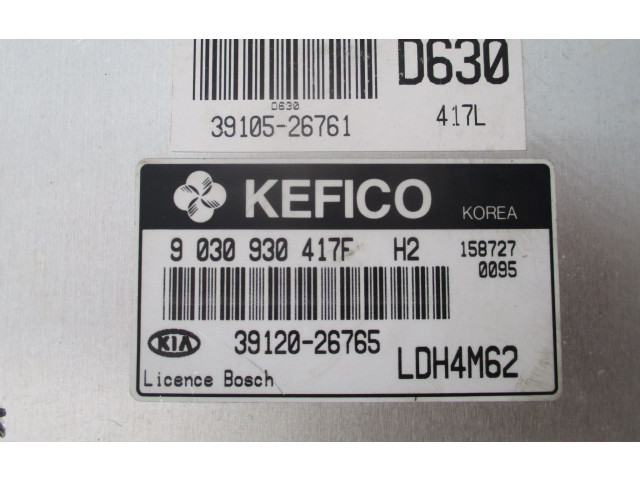 D630
D630
39105-26761
417L
KEFICO KOREA
9 030 930 417F H2 158727
0095
39120-26765
KIA
LDH4M62
Licence Bosch